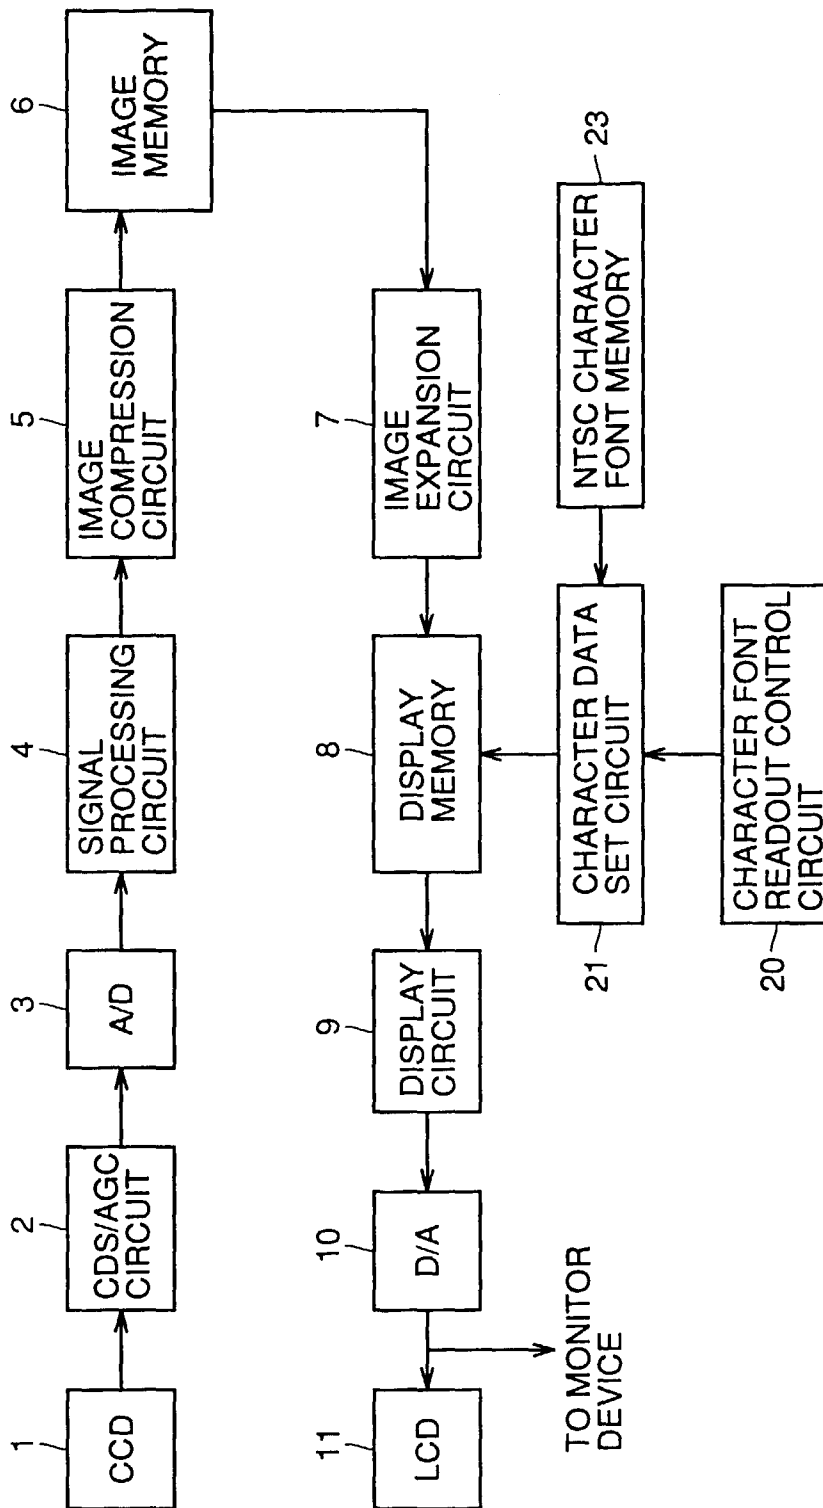 1
CCD
2
CDS/AGC
CIRCUIT
3
A/D
4
SIGNAL
PROCESSING
CIRCUIT
5
IMAGE
COMPRESSION
CIRCUIT
6
IMAGE
MEMORY
11
LCD
10
D/A
9
DISPLAY
CIRCUIT
8
DISPLAY
MEMORY
7
IMAGE
EXPANSION
CIRCUIT
TO MONITOR
DEVICE
21
CHARACTER DATA
SET CIRCUIT
23
NTSC CHARACTER
FONT MEMORY
20
CHARACTER FONT
READOUT CONTROL
CIRCUIT